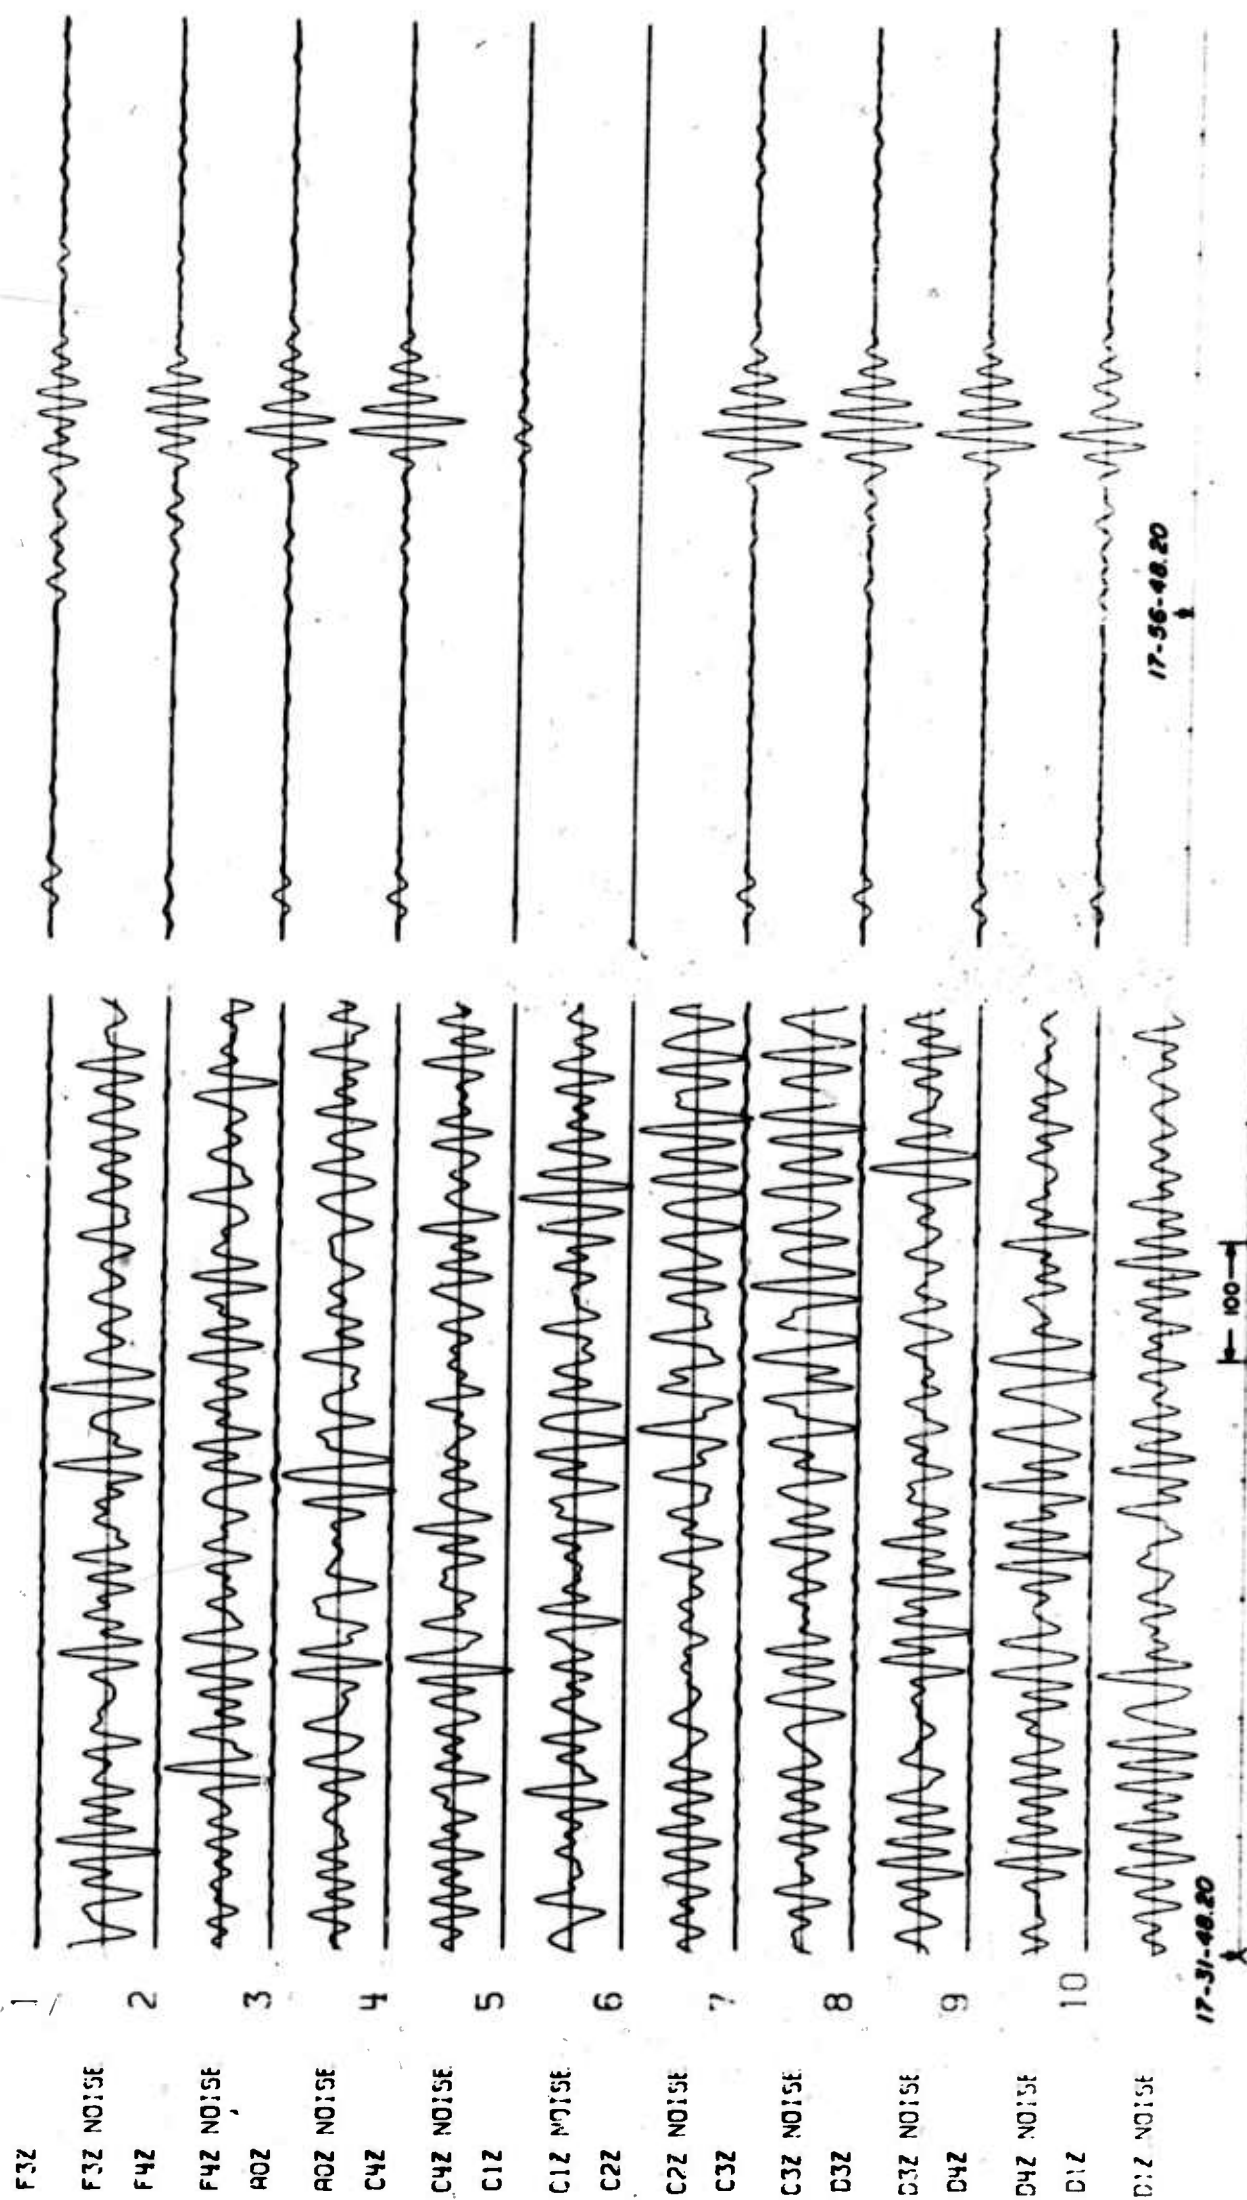 F3Z 1
F3Z NOISE
F4Z 2
F4Z NOISE
A0Z 3
A0Z NOISE
C4Z 4
C4Z NOISE
C1Z 5
C1Z NOISE
C2Z 6
C2Z NOISE
C3Z 7
C3Z NOISE
D3Z 8
D3Z NOISE
D4Z 9
D4Z NOISE
D1Z 10
D1Z NOISE
17-31-48.20
100
17-56-48.20